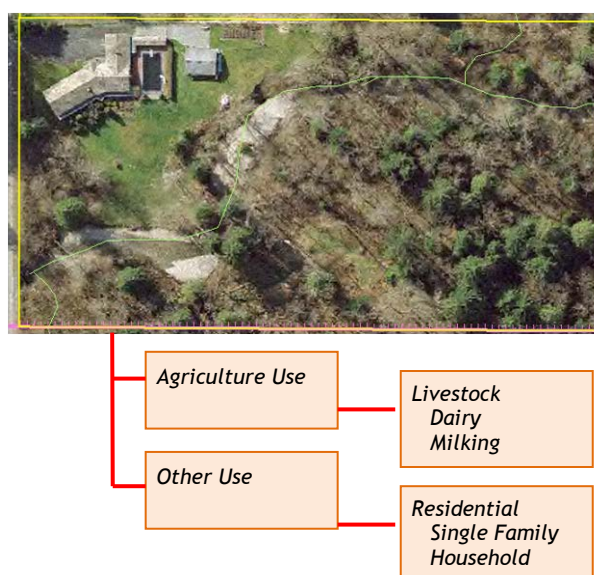 Agriculture Use
Livestock
Dairy
Milking
Other Use
Residential
Single Family
Household